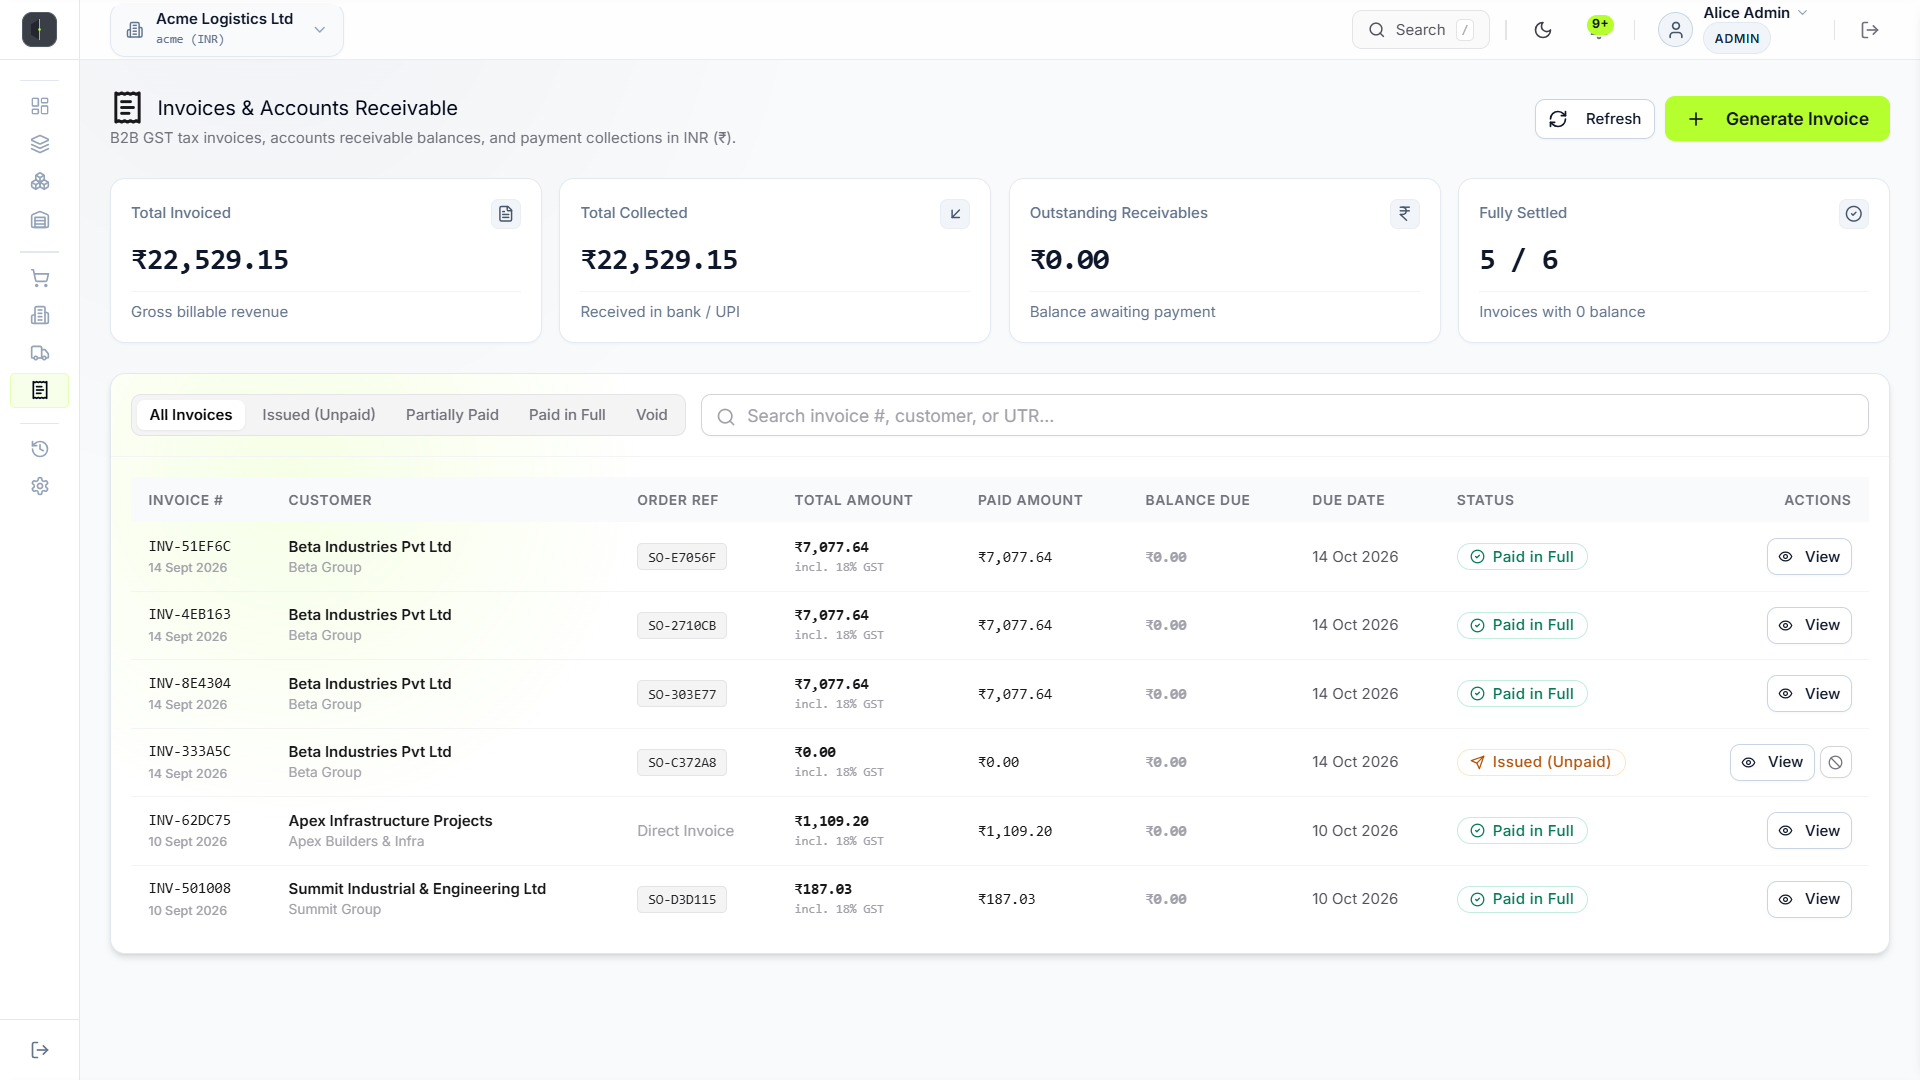 Acme Logistics Ltd
acme (INR)
Search /
9+
Alice Admin
ADMIN
Invoices & Accounts Receivable
B2B GST tax invoices, accounts receivable balances, and payment collections in INR (₹).
Refresh
Generate Invoice
Total Invoiced
₹22,529.15
Gross billable revenue
Total Collected
₹22,529.15
Received in bank / UPI
Outstanding Receivables
₹
₹0.00
Balance awaiting payment
Fully Settled
5 / 6
Invoices with 0 balance
All Invoices Issued (Unpaid) Partially Paid Paid in Full Void
Search invoice #, customer, or UTR...
INVOICE # CUSTOMER ORDER REF TOTAL AMOUNT PAID AMOUNT BALANCE DUE DUE DATE STATUS ACTIONS
INV-51EF6C Beta Industries Pvt Ltd SO-E7056F ₹7,077.64 ₹7,077.64 ₹0.00 14 Oct 2026 Paid in Full View
14 Sept 2026 Beta Group incl. 18% GST
INV-4EB163 Beta Industries Pvt Ltd SO-2710CB ₹7,077.64 ₹7,077.64 ₹0.00 14 Oct 2026 Paid in Full View
14 Sept 2026 Beta Group incl. 18% GST
INV-8E4304 Beta Industries Pvt Ltd SO-303E77 ₹7,077.64 ₹7,077.64 ₹0.00 14 Oct 2026 Paid in Full View
14 Sept 2026 Beta Group incl. 18% GST
INV-333A5C Beta Industries Pvt Ltd SO-C372A8 ₹0.00 ₹0.00 ₹0.00 14 Oct 2026 Issued (Unpaid) View
14 Sept 2026 Beta Group incl. 18% GST
INV-62DC75 Apex Infrastructure Projects Direct Invoice ₹1,109.20 ₹1,109.20 ₹0.00 10 Oct 2026 Paid in Full View
10 Sept 2026 Apex Builders & Infra incl. 18% GST
INV-501008 Summit Industrial & Engineering Ltd SO-D3D115 ₹187.03 ₹187.03 ₹0.00 10 Oct 2026 Paid in Full View
10 Sept 2026 Summit Group incl. 18% GST